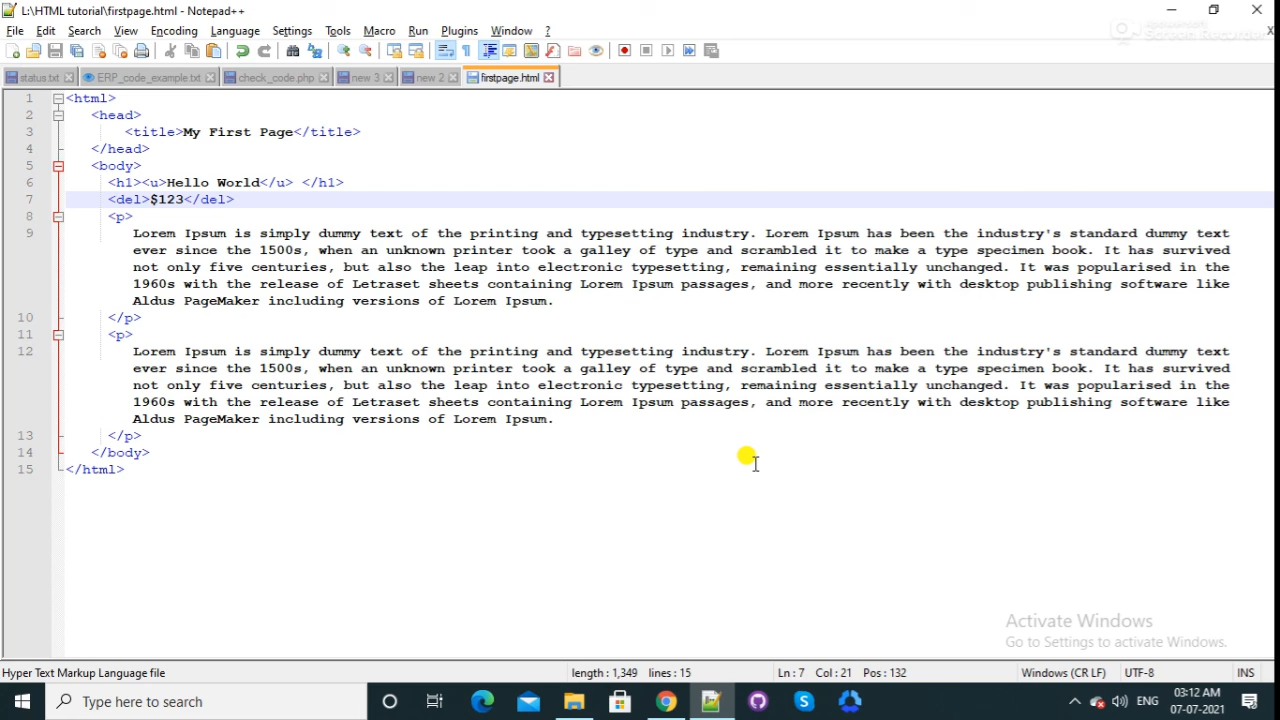 L:\HTML tutorial\firstpage.html - Notepad++
File Edit Search View Encoding Language Settings Tools Macro Run Plugins Window ?
Screen Recorder
status.txt ERP_code_example.txt check_code.php new 3 new 2 firstpage.html
1 <html>
2 <head>
3 <title>My First Page</title>
4 </head>
5 <body>
6 <h1><u>Hello World</u> </h1>
7 <del>$123</del>
8 <p>
9 Lorem Ipsum is simply dummy text of the printing and typesetting industry. Lorem Ipsum has been the industry's standard dummy text
ever since the 1500s, when an unknown printer took a galley of type and scrambled it to make a type specimen book. It has survived
not only five centuries, but also the leap into electronic typesetting, remaining essentially unchanged. It was popularised in the
1960s with the release of Letraset sheets containing Lorem Ipsum passages, and more recently with desktop publishing software like
Aldus PageMaker including versions of Lorem Ipsum.
10 </p>
11 <p>
12 Lorem Ipsum is simply dummy text of the printing and typesetting industry. Lorem Ipsum has been the industry's standard dummy text
ever since the 1500s, when an unknown printer took a galley of type and scrambled it to make a type specimen book. It has survived
not only five centuries, but also the leap into electronic typesetting, remaining essentially unchanged. It was popularised in the
1960s with the release of Letraset sheets containing Lorem Ipsum passages, and more recently with desktop publishing software like
Aldus PageMaker including versions of Lorem Ipsum.
13 </p>
14 </body>
15 </html>
Activate Windows
Go to Settings to activate Windows.
Hyper Text Markup Language file length : 1,349 lines : 15 Ln : 7 Col : 21 Pos : 132 Windows (CR LF) UTF-8 INS
Type here to search ENG 03:12 AM
07-07-2021